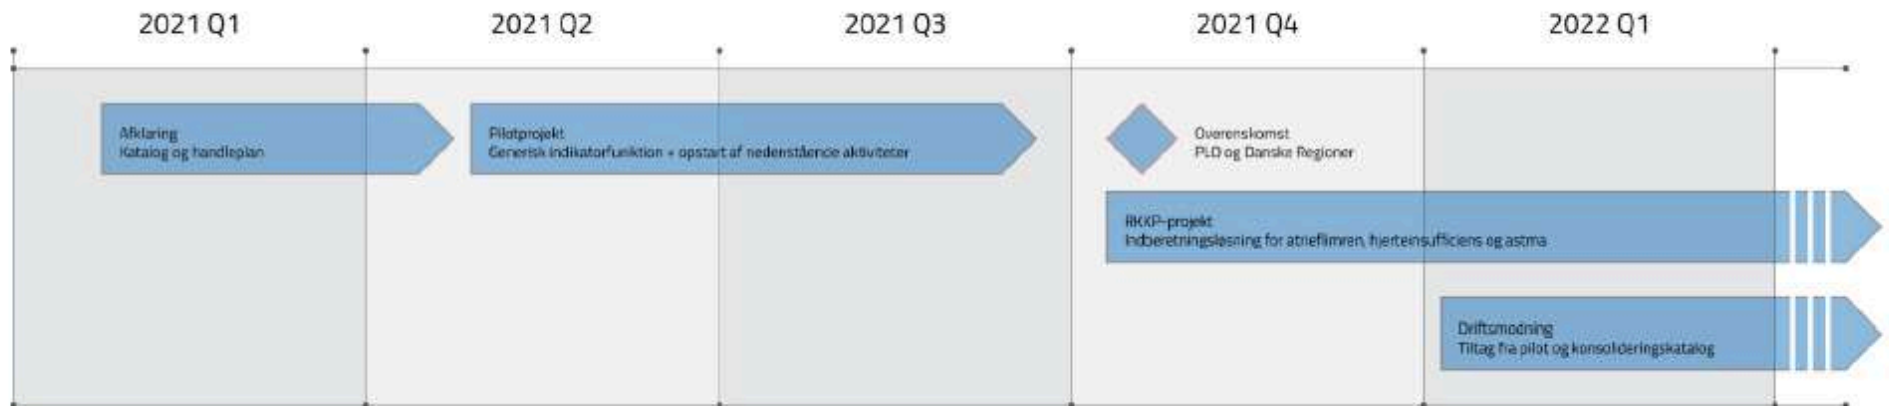 2021 Q1
2021 Q2
2021 Q3
2021 Q4
2022 Q1
Afklaring
Katalog og handleplan
Pilotprojekt
Generisk indikatorfunktion + opstart af nedenstående aktiviteter
Overenskomst
PLO og Danske Regioner
RKKP-projekt
Indberetningsløsning for atrieflimren, hjerteinsufficiens og astma
Driftsmodning
Tiltag fra pilot og konsolideringskatalog